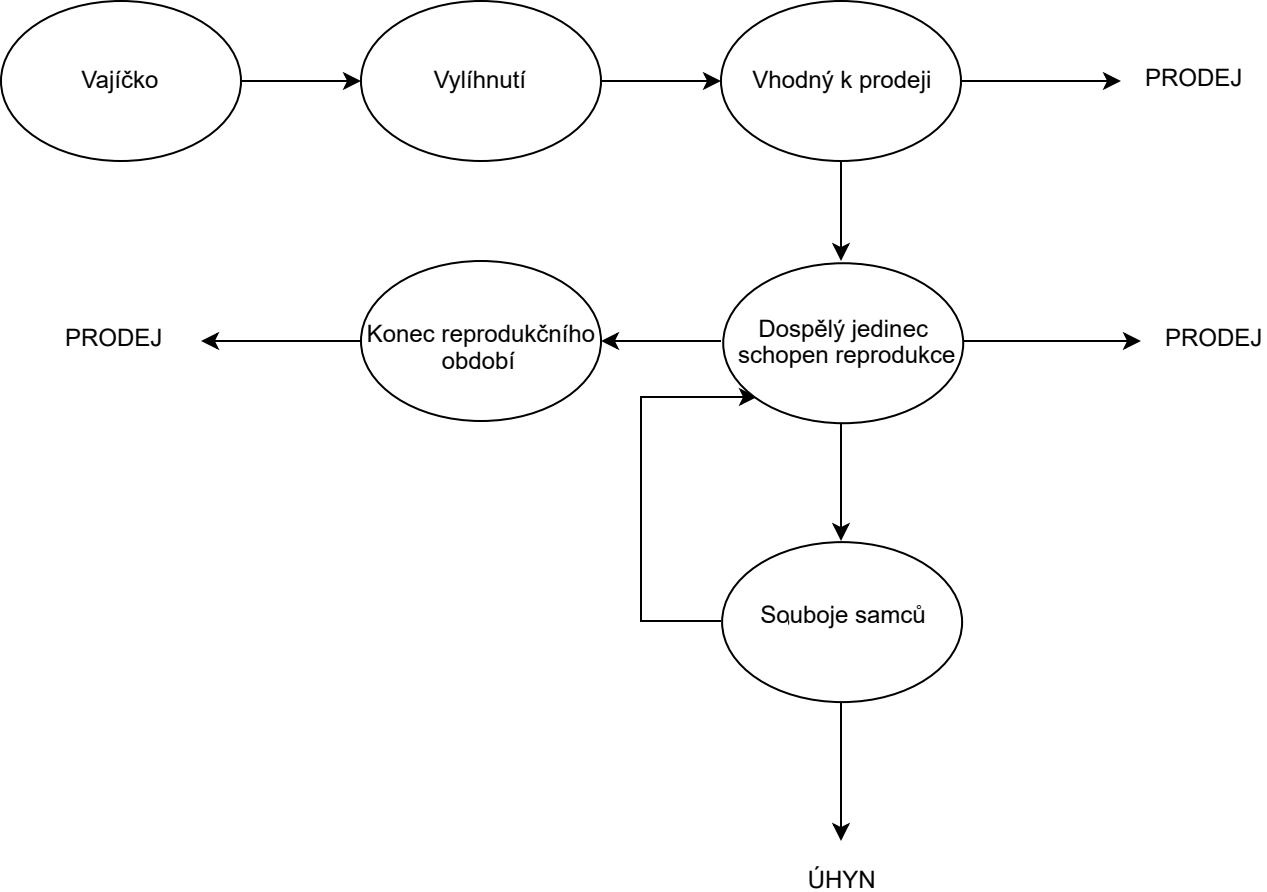 Vajíčko
Vylíhnutí
Vhodný k prodeji
PRODEJ
PRODEJ
Konec reprodukčního
období
Dospělý jedinec
schopen reprodukce
PRODEJ
Souboje samců
ÚHYN